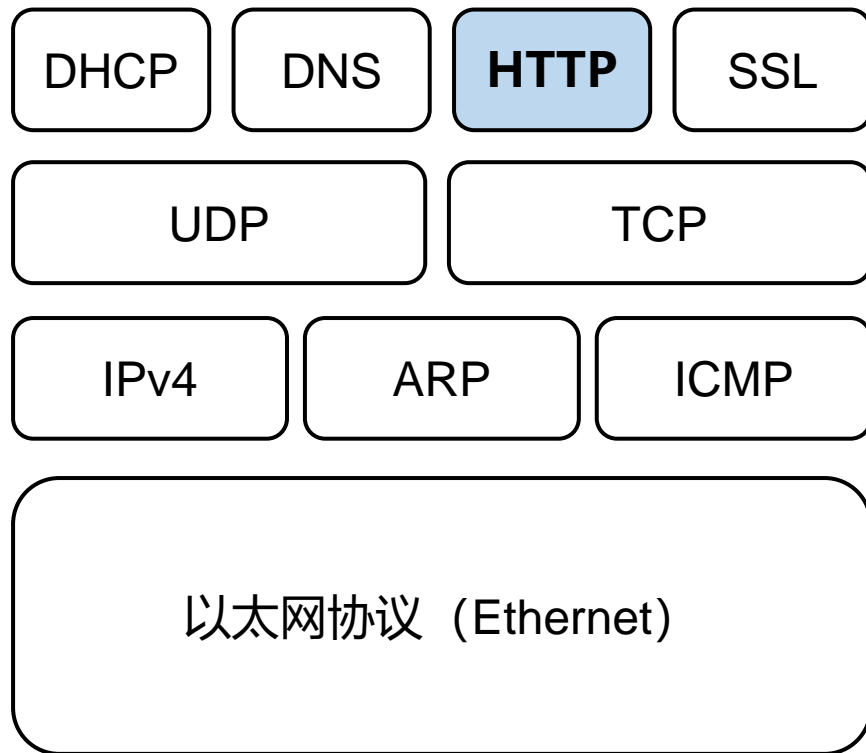 DHCP DNS HTTP SSL
UDP TCP
IPv4 ARP ICMP
以太网协议（Ethernet）